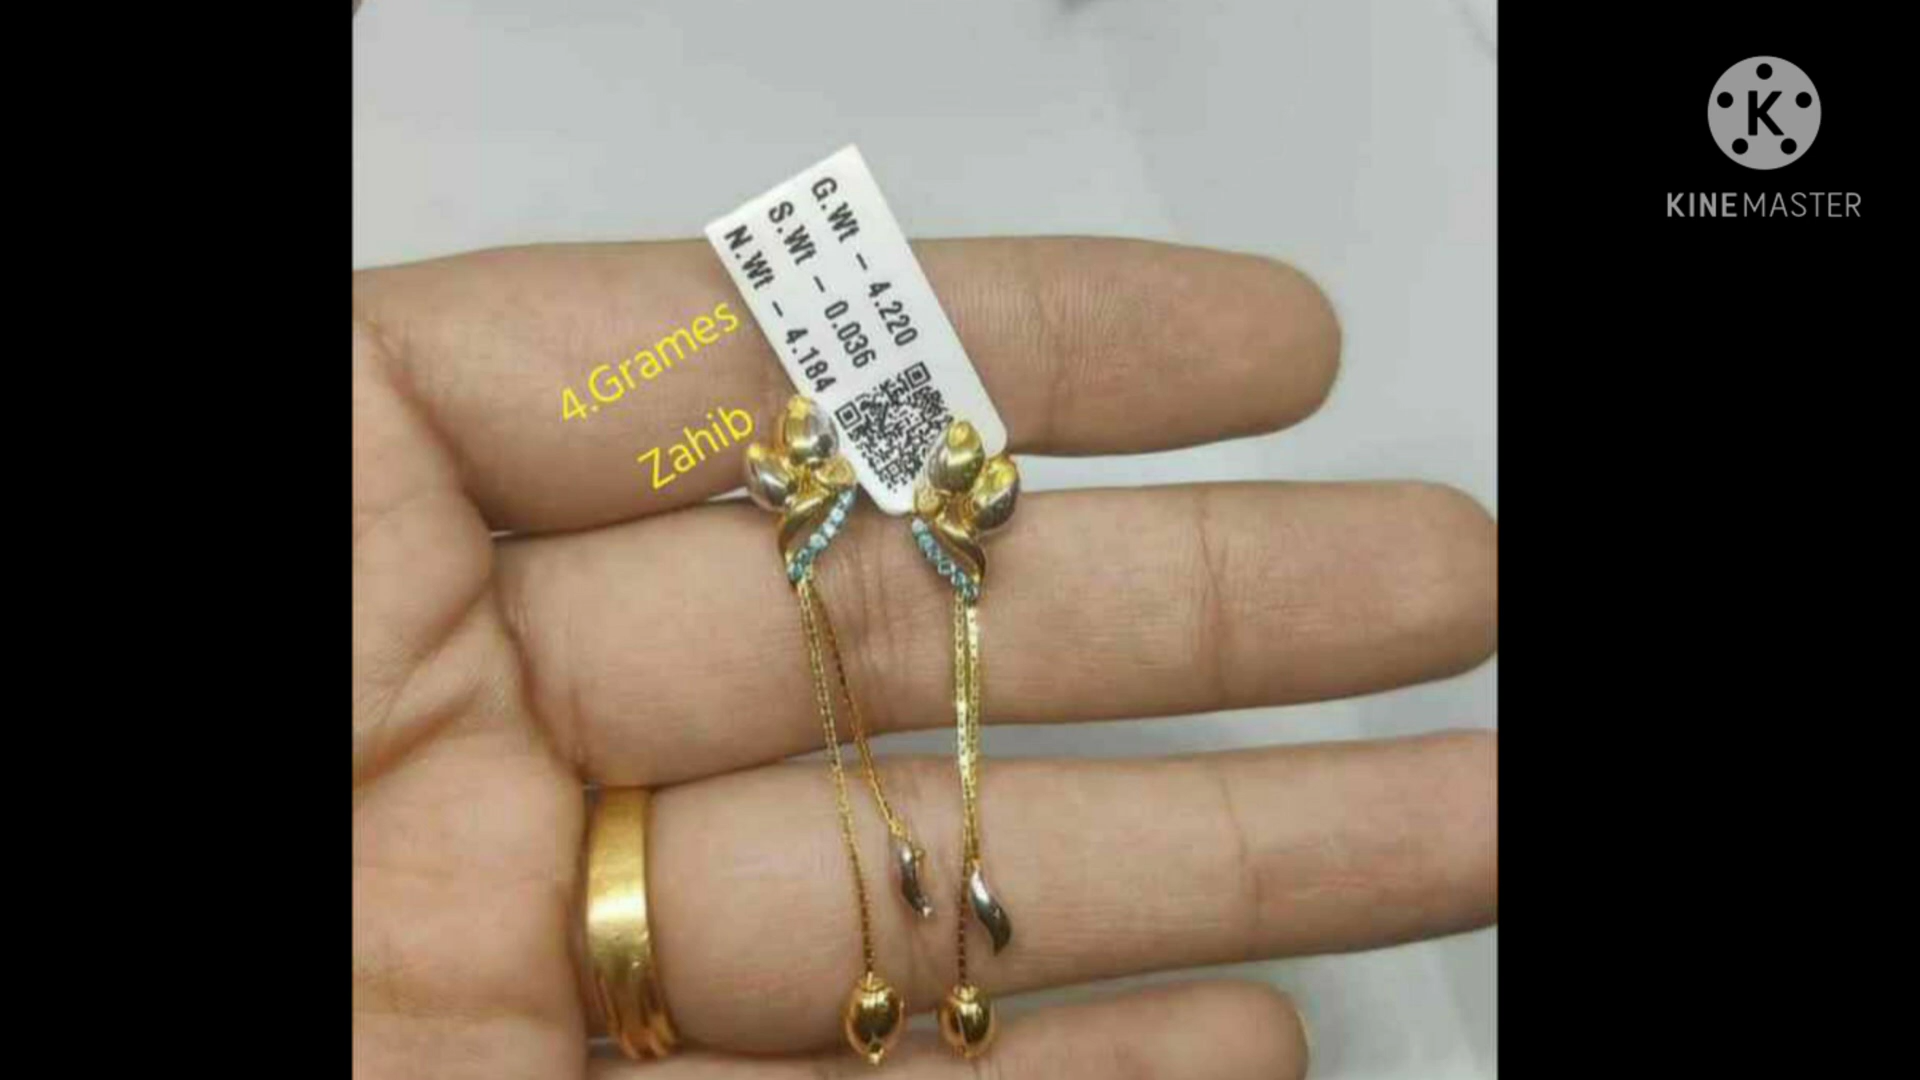 G.Wt - 4.220
S.Wt - 0.036
N.Wt - 4.184
4.Grames
Zahib
K
KINEMASTER